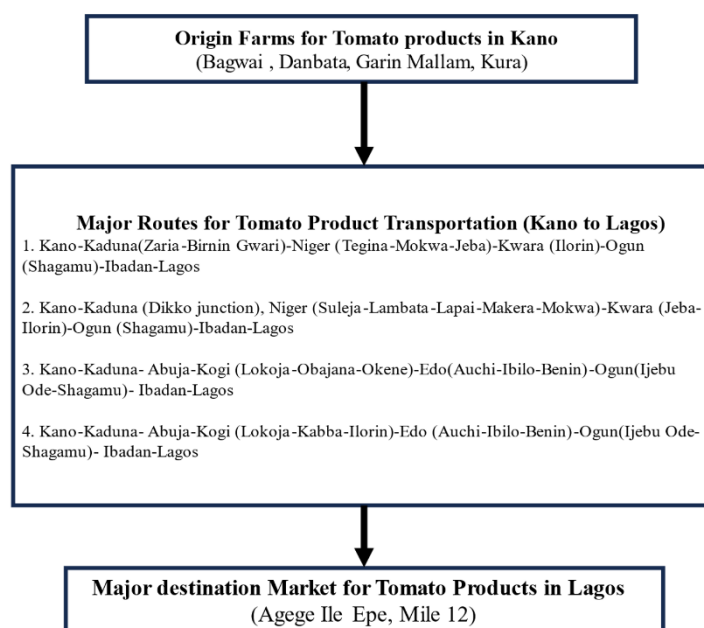 Origin Farms for Tomato products in Kano
(Bagwai , Danbata, Garin Mallam, Kura)
Major Routes for Tomato Product Transportation (Kano to Lagos)
1. Kano-Kaduna(Zaria-Birnin Gwari)-Niger (Tegina-Mokwa-Jeba)-Kwara (Ilorin)-Ogun
(Shagamu)-Ibadan-Lagos
2. Kano-Kaduna (Dikko junction), Niger (Suleja-Lambata-Lapai-Makera-Mokwa)-Kwara (Jeba-
Ilorin)-Ogun (Shagamu)-Ibadan-Lagos
3. Kano-Kaduna- Abuja-Kogi (Lokoja-Obajana-Okene)-Edo(Auchi-Ibilo-Benin)-Ogun(Ijebu
Ode-Shagamu)- Ibadan-Lagos
4. Kano-Kaduna- Abuja-Kogi (Lokoja-Kabba-Ilorin)-Edo (Auchi-Ibilo-Benin)-Ogun(Ijebu Ode-
Shagamu)- Ibadan-Lagos
Major destination Market for Tomato Products in Lagos
(Agege Ile Epe, Mile 12)